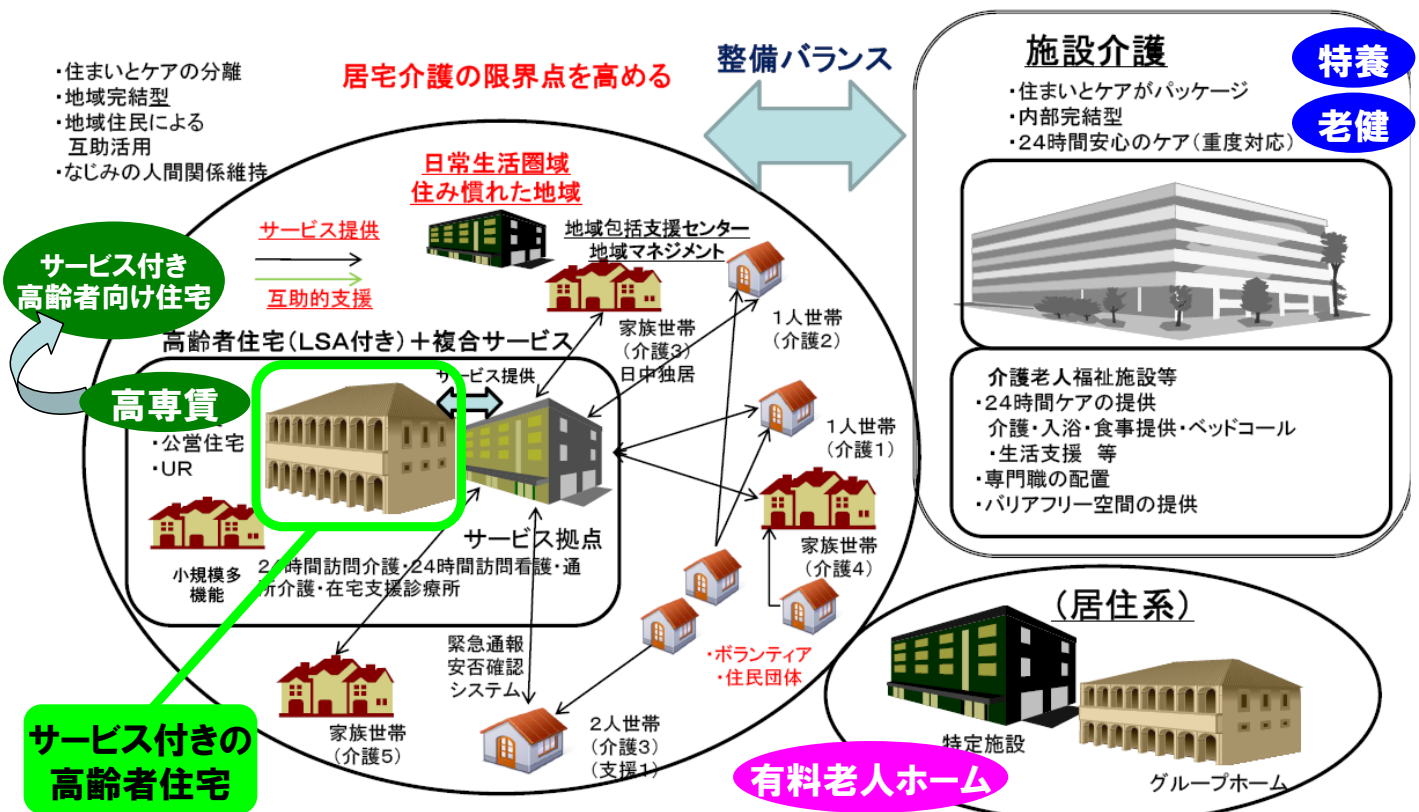 ・住まいとケアの分離
・地域完結型
・地域住民による
互助活用
・なじみの人間関係維持
居宅介護の限界点を高める
整備バランス
施設介護
特養
老健
・住まいとケアがパッケージ
・内部完結型
・24時間安心のケア(重度対応)
日常生活圏域
住み慣れた地域
サービス提供
互助的支援
地域包括支援センター
地域マネジメント
サービス付き
高齢者向け住宅
高専賃
高齢者住宅(LSA付き)+複合サービス
サービス提供
・公営住宅
・UR
小規模多
機能
サービス拠点
24時間訪問介護・24時間訪問看護・通
所介護・在宅支援診療所
家族世帯
(介護3)
日中独居
1人世帯
(介護2)
1人世帯
(介護1)
家族世帯
(介護4)
・ボランティア
・住民団体
緊急通報
安否確認
システム
家族世帯
(介護5)
2人世帯
(介護3)
(支援1)
サービス付きの
高齢者住宅
介護老人福祉施設等
・24時間ケアの提供
介護・入浴・食事提供・ベッドコール
・生活支援 等
・専門職の配置
・バリアフリー空間の提供
(居住系)
特定施設
グループホーム
有料老人ホーム